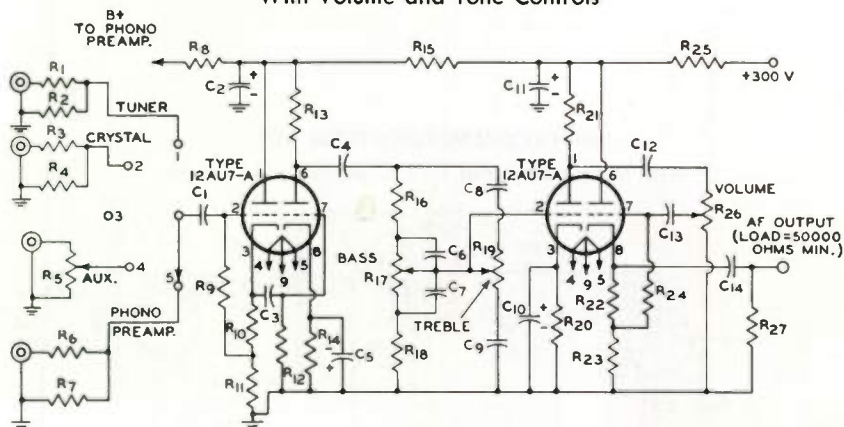 With Volume and Tone Controls
B+
TO PHONO
PREAMP.
R8
R15
R25
+300 V
C2
+
-
C11
+
-
R1
R2
TUNER
1
R3
CRYSTAL
2
R4
R13
R21
C4
C12
TYPE
12AU7-A
1
6
TYPE
12AU7-A
1
6
VOLUME
R26
C1
2
7
R16
C8
2
7
C13
AF OUTPUT
(LOAD=50000
OHMS MIN.)
3
4
9
5
8
BASS
R17
C6
C7
R19
TREBLE
3
4
9
5
8
C14
O3
R5
AUX.
4
5
R9
C3
R10
R11
R12
R14
-
+
C5
R18
C9
C10
+
-
R20
R22
R23
R24
R27
PHONO
PREAMP.
R6
R7